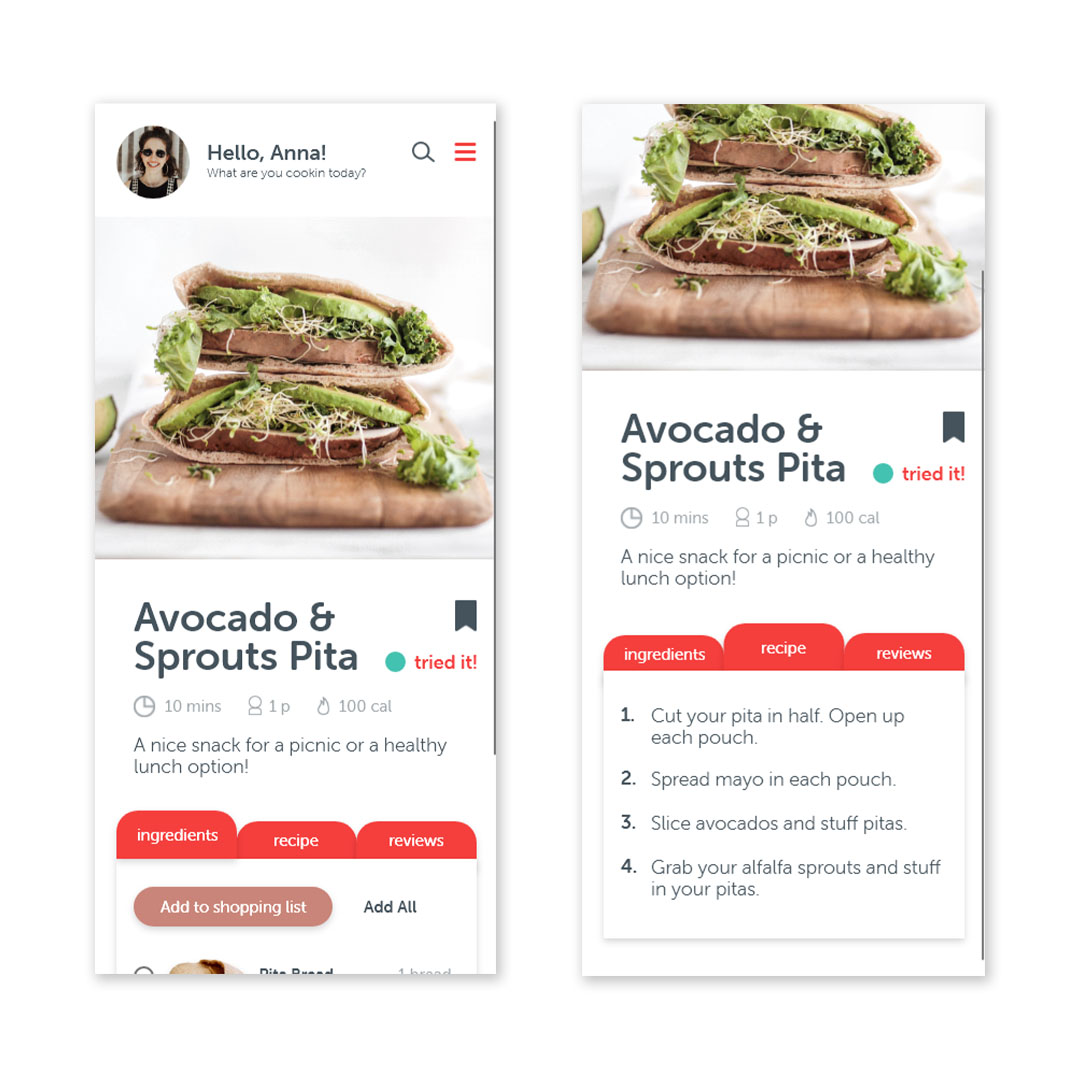 Hello, Anna!
What are you cookin today?
Avocado &
Sprouts Pita
tried it!
10 mins
1 p
100 cal
A nice snack for a picnic or a healthy
lunch option!
ingredients
recipe
reviews
Add to shopping list
Add All
Pita Bread
1 bread
Avocado &
Sprouts Pita
tried it!
10 mins
1 p
100 cal
A nice snack for a picnic or a healthy
lunch option!
ingredients
recipe
reviews
1. Cut your pita in half. Open up
each pouch.
2. Spread mayo in each pouch.
3. Slice avocados and stuff pitas.
4. Grab your alfalfa sprouts and stuff
in your pitas.